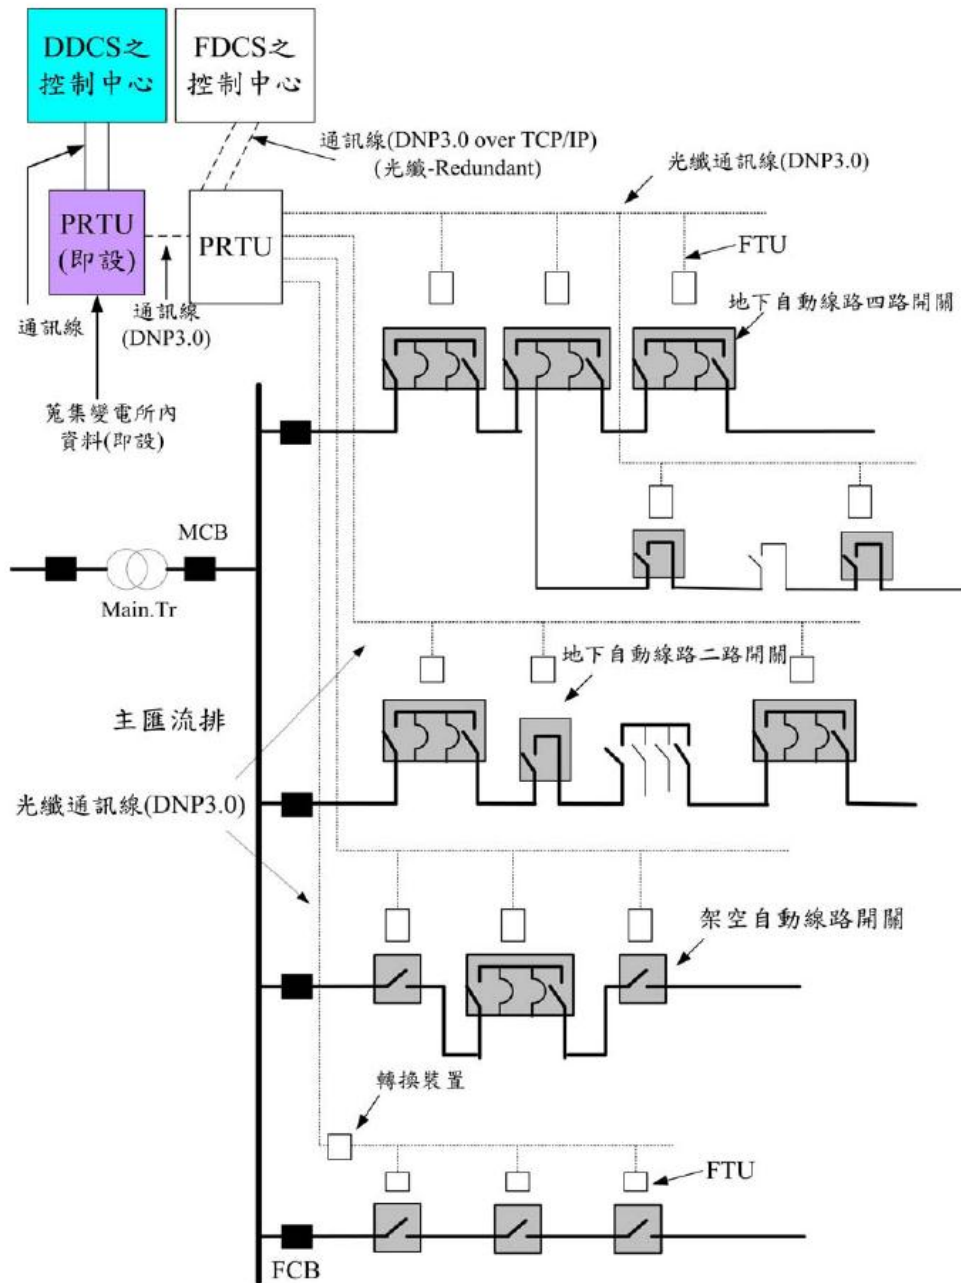 DDCS之
控制中心
FDCS之
控制中心
通訊線(DNP3.0 over TCP/IP)
(光纖-Redundant)
光纖通訊線(DNP3.0)
PRTU
(即設)
PRTU
FTU
通訊線
通訊線
(DNP3.0)
地下自動線路四路開關
蒐集變電所內
資料(即設)
MCB
Main.Tr
地下自動線路二路開關
主匯流排
光纖通訊線(DNP3.0)
架空自動線路開關
轉換裝置
FTU
FCB